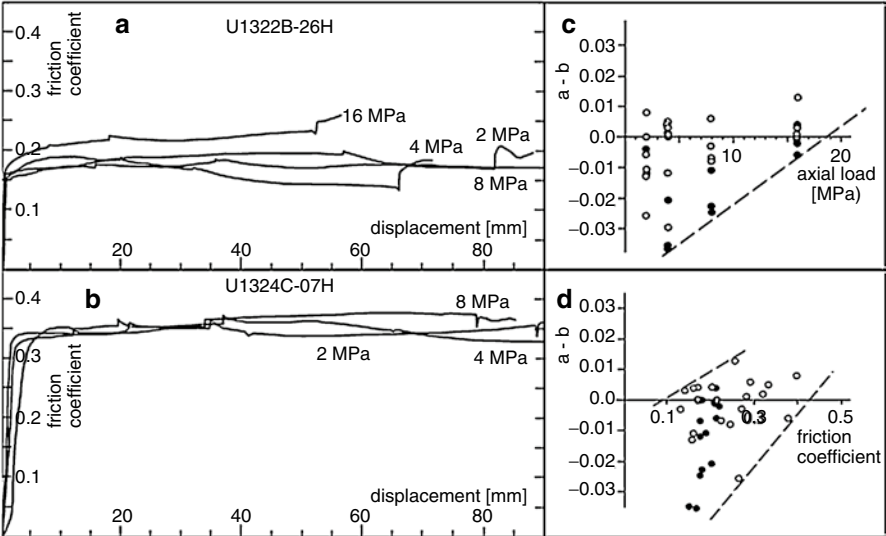 a
U1322B-26H
0.4
friction
coefficient
0.3
0.2
0.1
16 MPa
4 MPa
2 MPa
8 MPa
displacement [mm]
20
40
60
80
b
U1324C-07H
0.4
0.3
0.2
0.1
friction
coefficient
8 MPa
2 MPa
4 MPa
displacement [mm]
20
40
60
80
c
a - b
0.03
0.02
0.01
0.0
−0.01
−0.02
−0.03
10
20
axial load
[MPa)
d
a - b
0.03
0.02
0.01
0.0
−0.01
−0.02
−0.03
0.1
0.3
0.5
friction
coefficient